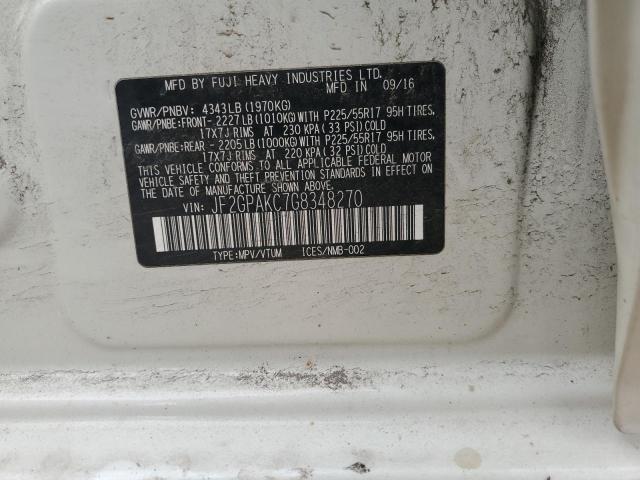 MFD BY FUJI HEAVY INDUSTRIES LTD.
MFD IN 09/16
GVWR/PNBV: 4343LB(1970KG)
GAWR/PNBE:FRONT- 2227LB(1010KG)WITH P225/55R17 95H TIRES,
17X7J RIMS AT 230 KPA(33 PSI)COLD
GAWR/PNBE:REAR - 2205LB(1000KG)WITH P225/55R17 95H TIRES,
17X7J RIMS AT 220 KPA(32 PSI)COLD
THIS VEHICLE CONFORMS TO ALL APPLICABLE FEDERAL MOTOR
VEHICLE SAFETY AND THEFT PREVENTION STANDARDS IN EFFECT
ON THE DATE OF MANUFACTURE SHOWN ABOVE.
VIN: JF2GPAKC7G8348270
TYPE:MPV/VTUM ICES/NMB-002